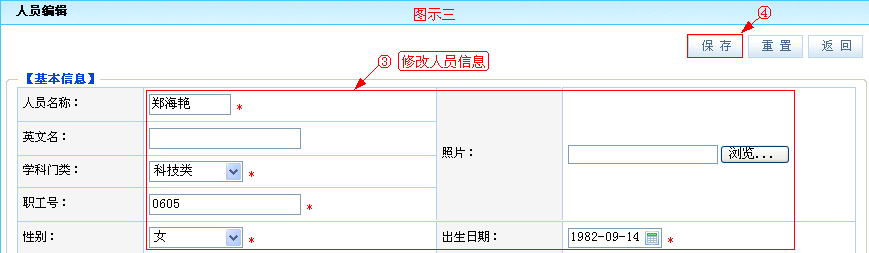 人员编辑
图示三
④
保 存 重 置 返 回
③ 修改人员信息
【基本信息】
人员名称： 郑海艳 *
英文名：
照片： 浏览...
学科门类： 科技类 *
职工号： 0605 *
性别： 女 * 出生日期： 1982-09-14 *